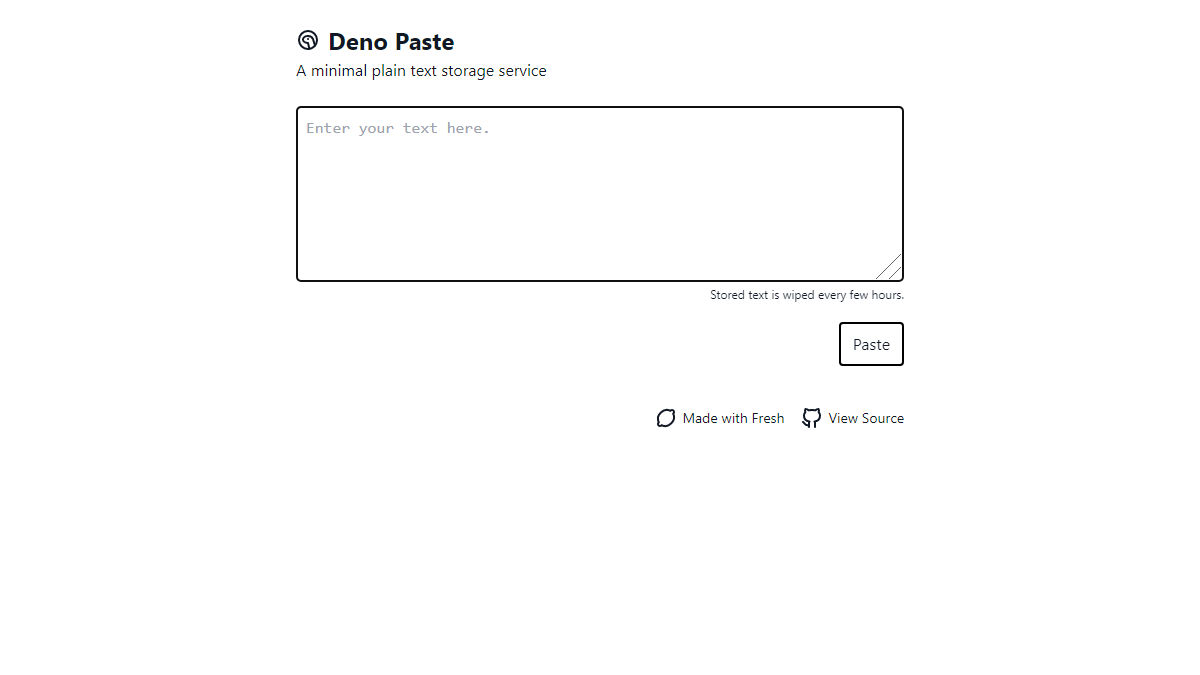 Deno Paste
A minimal plain text storage service
Enter your text here.
Stored text is wiped every few hours.
Paste
Made with Fresh View Source